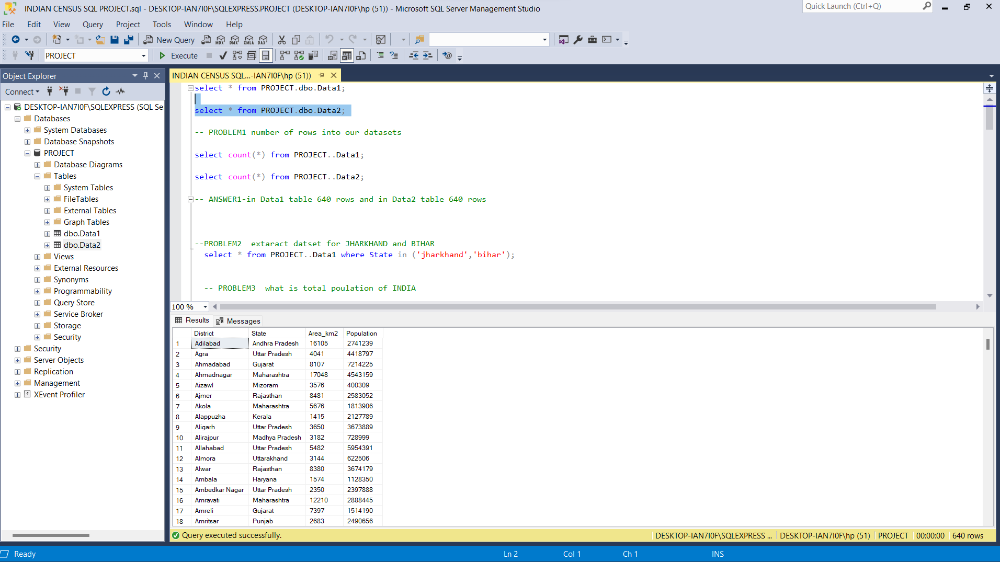 INDIAN CENSUS SQL PROJECT.sql - DESKTOP-IAN7I0F\SQLEXPRESS.PROJECT (DESKTOP-IAN7I0F\hp (51)) - Microsoft SQL Server Management Studio
Quick Launch (Ctrl+Q)
File Edit View Query Project Tools Window Help
New Query MDX DMX XMLA DAX
PROJECT Execute
Object Explorer
INDIAN CENSUS SQL...-IAN7I0F\hp (51))
Connect
DESKTOP-IAN7I0F\SQLEXPRESS (SQL Se
Databases
System Databases
Database Snapshots
PROJECT
Database Diagrams
Tables
System Tables
FileTables
External Tables
Graph Tables
dbo.Data1
dbo.Data2
Views
External Resources
Synonyms
Programmability
Query Store
Service Broker
Storage
Security
Security
Server Objects
Replication
Management
XEvent Profiler
select * from PROJECT.dbo.Data1;
select * from PROJECT.dbo.Data2;
-- PROBLEM1 number of rows into our datasets
select count(*) from PROJECT..Data1;
select count(*) from PROJECT..Data2;
-- ANSWER1-in Data1 table 640 rows and in Data2 table 640 rows
--PROBLEM2  extaract datset for JHARKHAND and BIHAR
select * from PROJECT..Data1 where State in ('jharkhand','bihar');
-- PROBLEM3  what is total poulation of INDIA
100 %
Results Messages
District State Area_km2 Population
1 Adilabad Andhra Pradesh 16105 2741239
2 Agra Uttar Pradesh 4041 4418797
3 Ahmadabad Gujarat 8107 7214225
4 Ahmadnagar Maharashtra 17048 4543159
5 Aizawl Mizoram 3576 400309
6 Ajmer Rajasthan 8481 2583052
7 Akola Maharashtra 5676 1813906
8 Alappuzha Kerala 1415 2127789
9 Aligarh Uttar Pradesh 3650 3673889
10 Alirajpur Madhya Pradesh 3182 728999
11 Allahabad Uttar Pradesh 5482 5954391
12 Almora Uttarakhand 3144 622506
13 Alwar Rajasthan 8380 3674179
14 Ambala Haryana 1574 1128350
15 Ambedkar Nagar Uttar Pradesh 2350 2397888
16 Amravati Maharashtra 12210 2888445
17 Amreli Gujarat 7397 1514190
18 Amritsar Punjab 2683 2490656
Query executed successfully. DESKTOP-IAN7I0F\SQLEXPRESS ... DESKTOP-IAN7I0F\hp (51) PROJECT 00:00:00 640 rows
Ready Ln 2 Col 1 Ch 1 INS